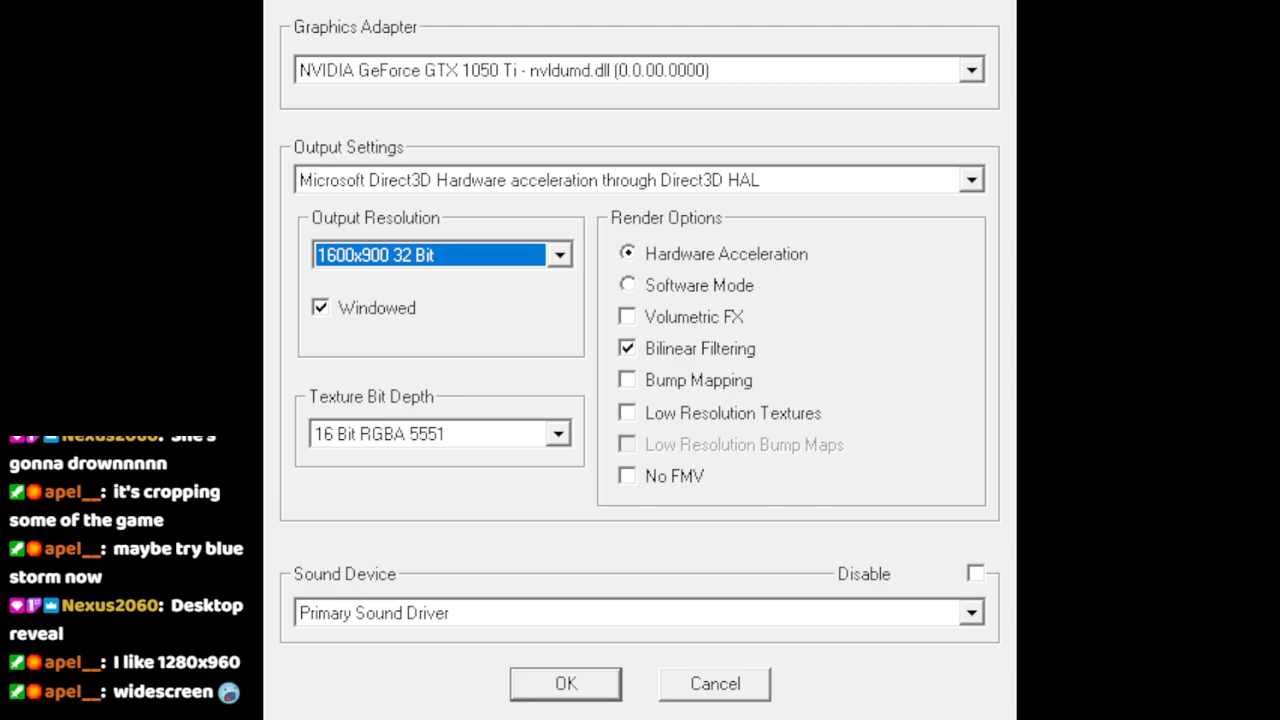 Graphics Adapter
NVIDIA GeForce GTX 1050 Ti - nvldumd.dll (0.0.00.0000)
Output Settings
Microsoft Direct3D Hardware acceleration through Direct3D HAL
Output Resolution
1600x900 32 Bit
Windowed
Texture Bit Depth
16 Bit RGBA 5551
Render Options
Hardware Acceleration
Software Mode
Volumetric FX
Bilinear Filtering
Bump Mapping
Low Resolution Textures
Low Resolution Bump Maps
No FMV
Sound Device
Disable
Primary Sound Driver
OK
Cancel
Nexus2060: She's
gonna drownnnnn
apel__: it's cropping
some of the game
apel__: maybe try blue
storm now
Nexus2060: Desktop
reveal
apel__: I like 1280x960
apel__: widescreen